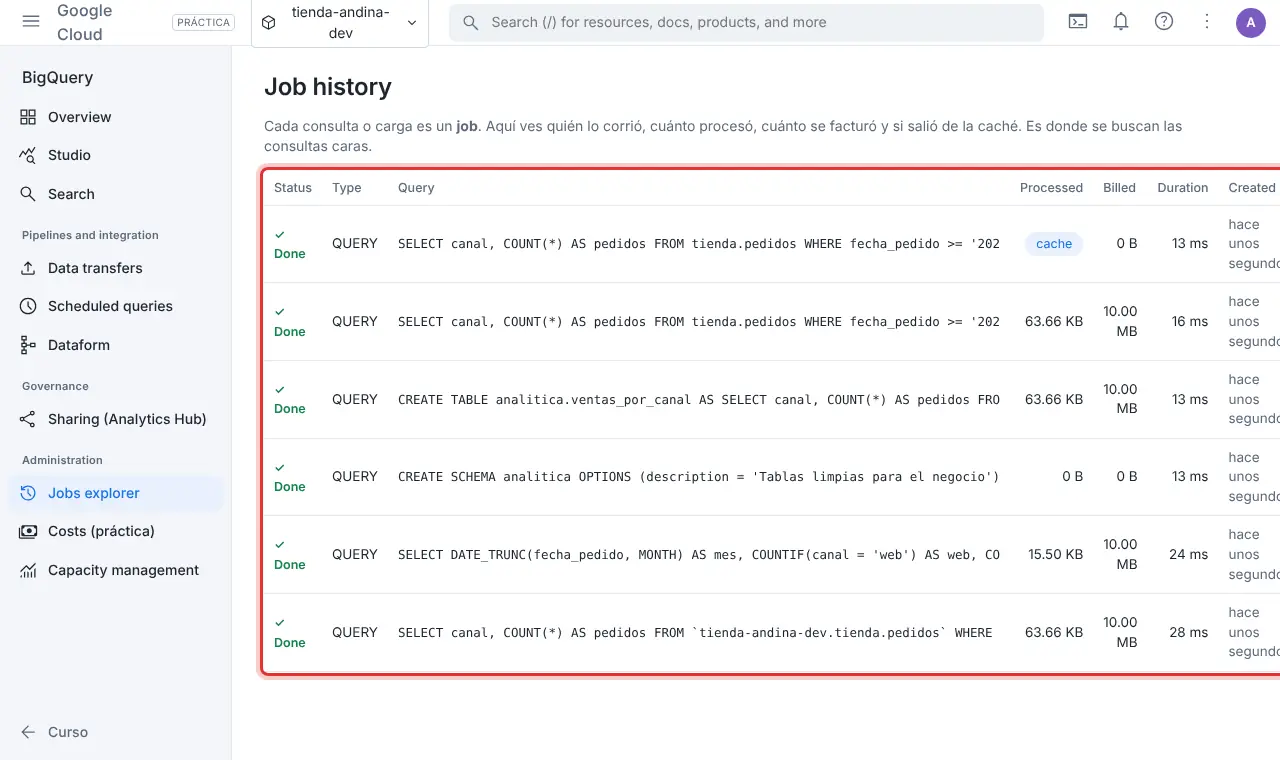 Google Cloud
PRÁCTICA
tienda-andina-dev
Search (/) for resources, docs, products, and more
A
BigQuery
Overview
Studio
Search
Pipelines and integration
Data transfers
Scheduled queries
Dataform
Governance
Sharing (Analytics Hub)
Administration
Jobs explorer
Costs (práctica)
Capacity management
Curso
Job history
Cada consulta o carga es un job. Aquí ves quién lo corrió, cuánto procesó, cuánto se facturó y si salió de la caché. Es donde se buscan las
consultas caras.
Status Type Query Processed Billed Duration Created
Done QUERY SELECT canal, COUNT(*) AS pedidos FROM tienda.pedidos WHERE fecha_pedido >= '202 cache 0 B 13 ms hace unos segundo
Done QUERY SELECT canal, COUNT(*) AS pedidos FROM tienda.pedidos WHERE fecha_pedido >= '202 63.66 KB 10.00 MB 16 ms hace unos segundo
Done QUERY CREATE TABLE analitica.ventas_por_canal AS SELECT canal, COUNT(*) AS pedidos FRO 63.66 KB 10.00 MB 13 ms hace unos segundo
Done QUERY CREATE SCHEMA analitica OPTIONS (description = 'Tablas limpias para el negocio') 0 B 0 B 13 ms hace unos segundo
Done QUERY SELECT DATE_TRUNC(fecha_pedido, MONTH) AS mes, COUNTIF(canal = 'web') AS web, CO 15.50 KB 10.00 MB 24 ms hace unos segundo
Done QUERY SELECT canal, COUNT(*) AS pedidos FROM `tienda-andina-dev.tienda.pedidos` WHERE 63.66 KB 10.00 MB 28 ms hace unos segundo